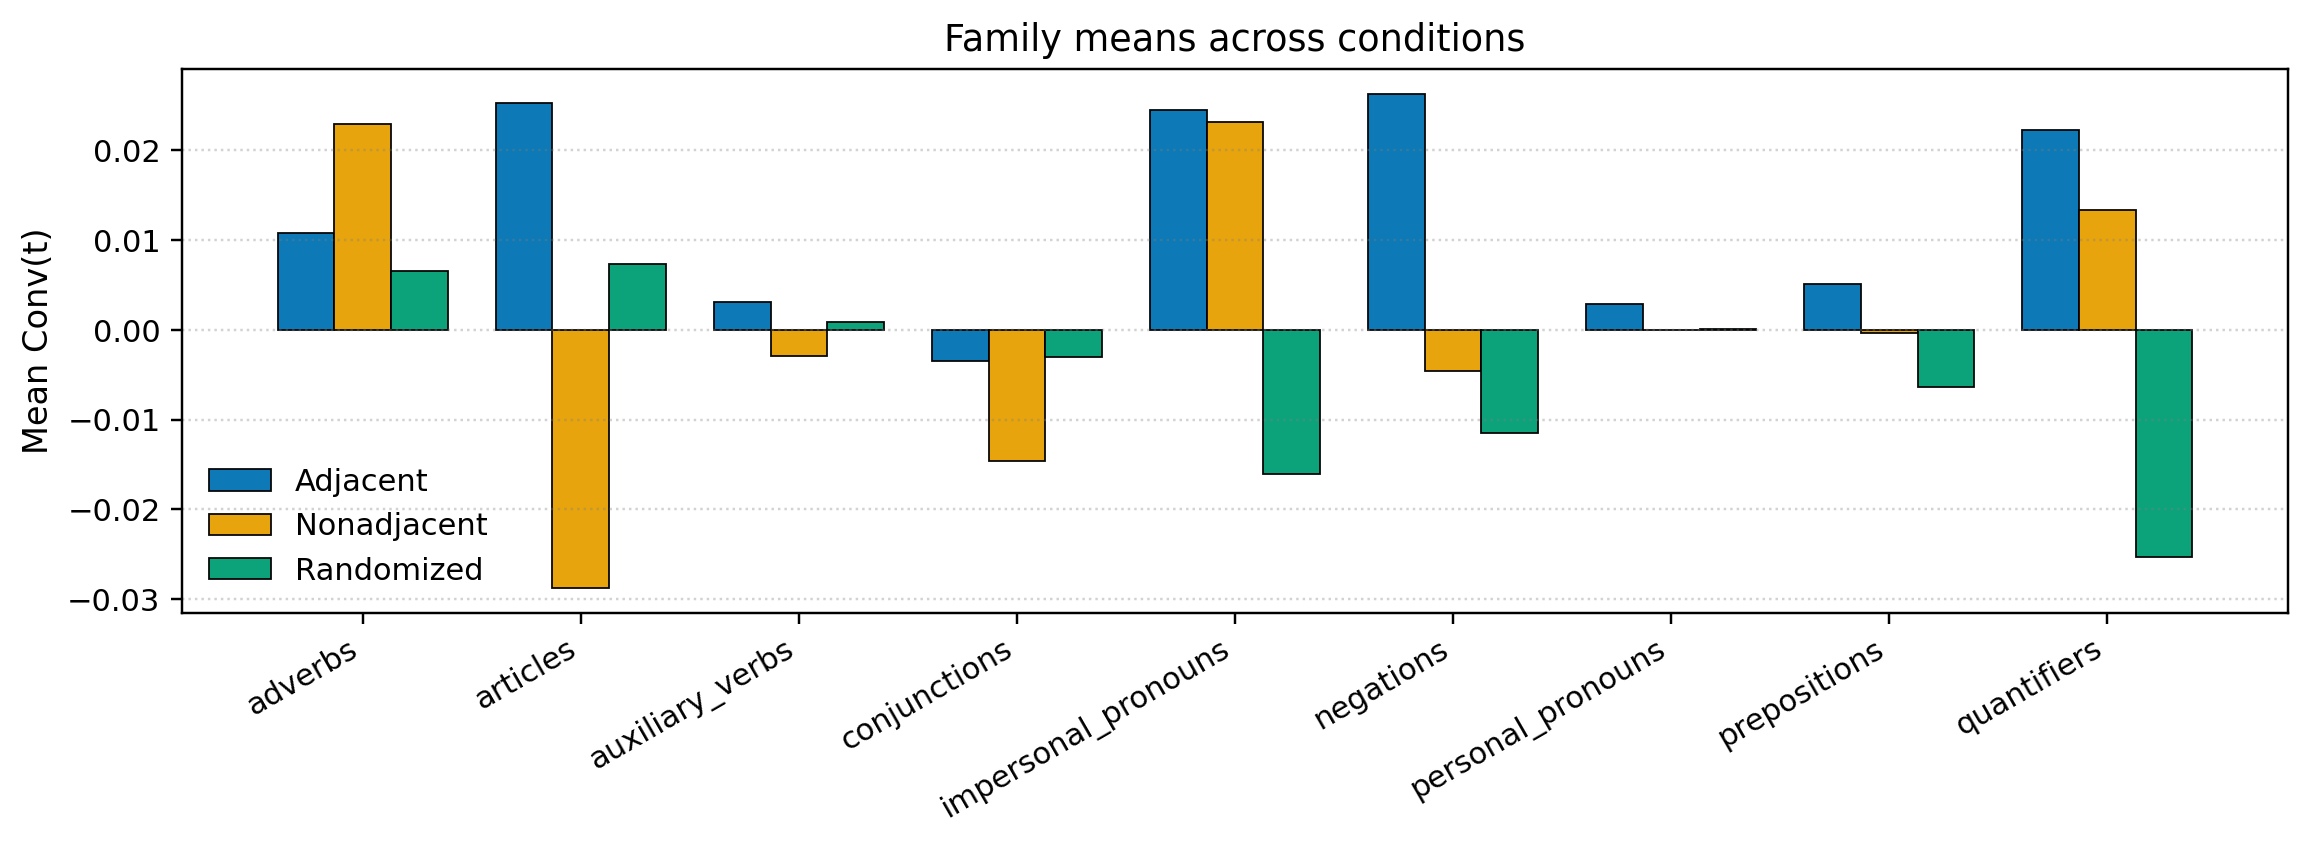 Family means across conditions
Mean Conv(t)
0.02
0.01
0.00
−0.01
−0.02
−0.03
Adjacent
Nonadjacent
Randomized
adverbs
articles
auxiliary_verbs
conjunctions
impersonal_pronouns
negations
personal_pronouns
prepositions
quantifiers